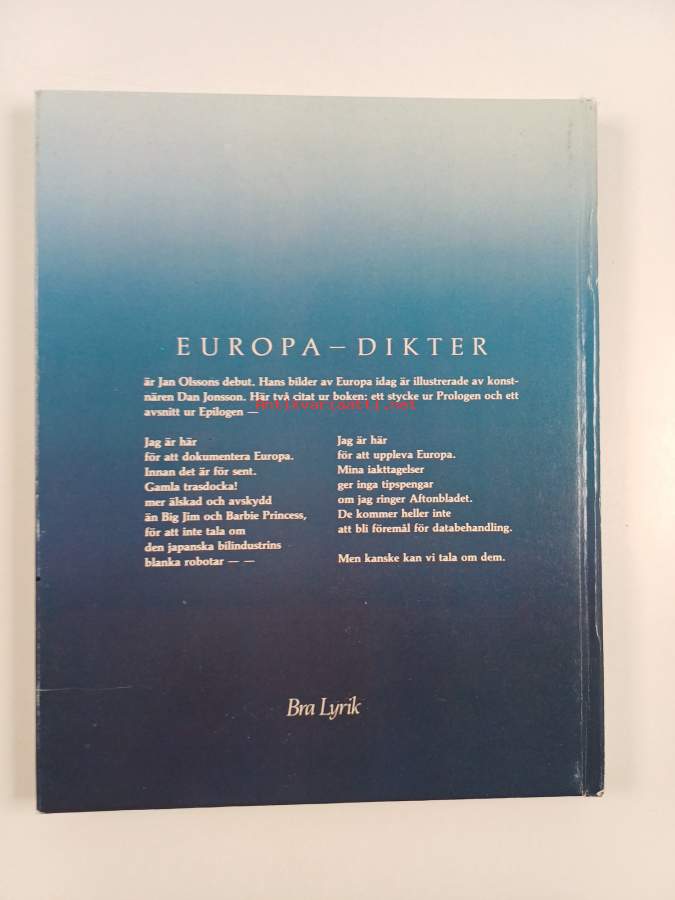 EUROPA – DIKTER
är Jan Olssons debut. Hans bilder av Europa idag är illustrerade av konst-
nären Dan Jonsson. Här två citat ur boken: ett stycke ur Prologen och ett
avsnitt ur Epilogen —
Antikvariaatti.net
Jag är här
för att dokumentera Europa.
Innan det är för sent.
Gamla trasdocka!
mer älskad och avskydd
än Big Jim och Barbie Princess,
för att inte tala om
den japanska bilindustrins
blanka robotar — —
Jag är här
för att uppleva Europa.
Mina iakttagelser
ger inga tipspengar
om jag ringer Aftonbladet.
De kommer heller inte
att bli föremål för databehandling.
Men kanske kan vi tala om dem.
Bra Lyrik